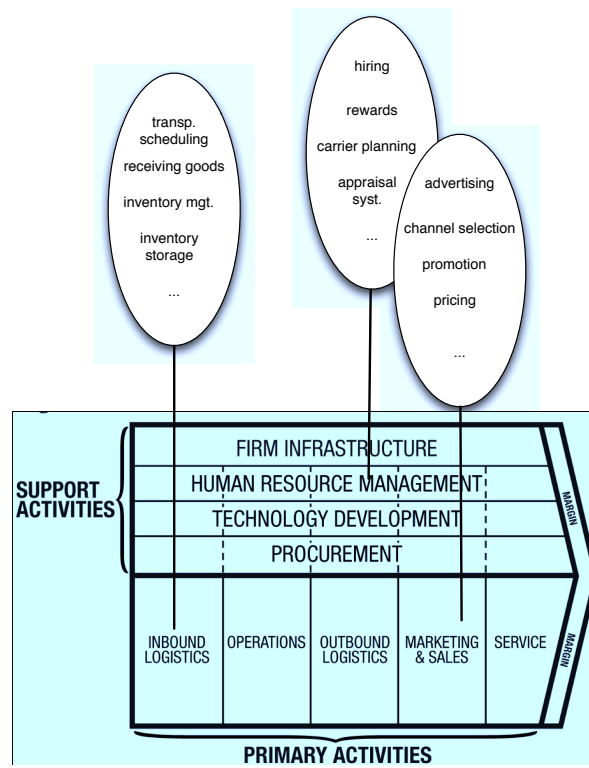 transp.
scheduling
receiving goods
inventory mgt.
inventory
storage
...
hiring
rewards
carrier planning
appraisal
syst.
...
advertising
channel selection
promotion
pricing
...
SUPPORT
ACTIVITIES
FIRM INFRASTRUCTURE
HUMAN RESOURCE MANAGEMENT
TECHNOLOGY DEVELOPMENT
PROCUREMENT
MARGIN
INBOUND
LOGISTICS
OPERATIONS
OUTBOUND
LOGISTICS
MARKETING
& SALES
SERVICE
MARGIN
PRIMARY ACTIVITIES